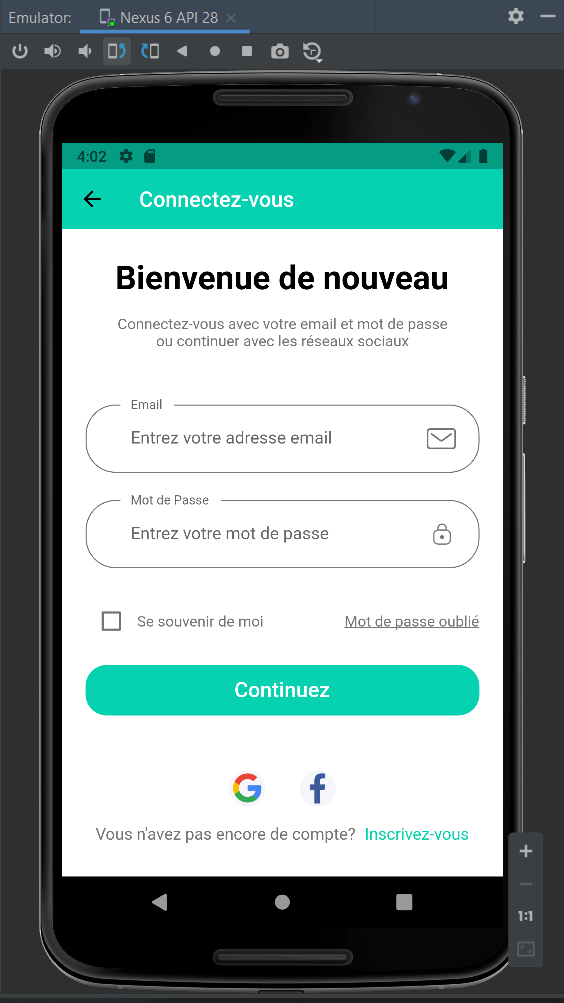 Emulator: Nexus 6 API 28
4:02
Connectez-vous
Bienvenue de nouveau
Connectez-vous avec votre email et mot de passe
ou continuer avec les réseaux sociaux
Email
Entrez votre adresse email
Mot de Passe
Entrez votre mot de passe
Se souvenir de moi Mot de passe oublié
Continuez
Vous n'avez pas encore de compte? Inscrivez-vous
1:1